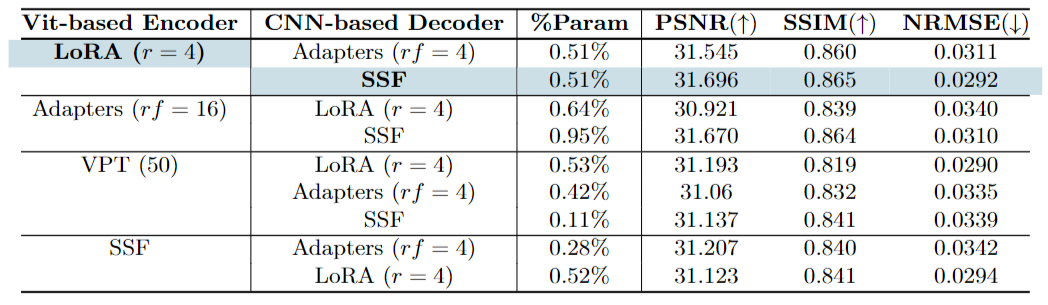 Vit-based Encoder CNN-based Decoder %Param PSNR(↑) SSIM(↑) NRMSE(↓)
LoRA (r = 4) Adapters (rf = 4) 0.51% 31.545 0.860 0.0311
SSF 0.51% 31.696 0.865 0.0292
Adapters (rf = 16) LoRA (r = 4) 0.64% 30.921 0.839 0.0340
SSF 0.95% 31.670 0.864 0.0310
VPT (50) LoRA (r = 4) 0.53% 31.193 0.819 0.0290
Adapters (rf = 4) 0.42% 31.06 0.832 0.0335
SSF 0.11% 31.137 0.841 0.0339
SSF Adapters (rf = 4) 0.28% 31.207 0.840 0.0342
LoRA (r = 4) 0.52% 31.123 0.841 0.0294